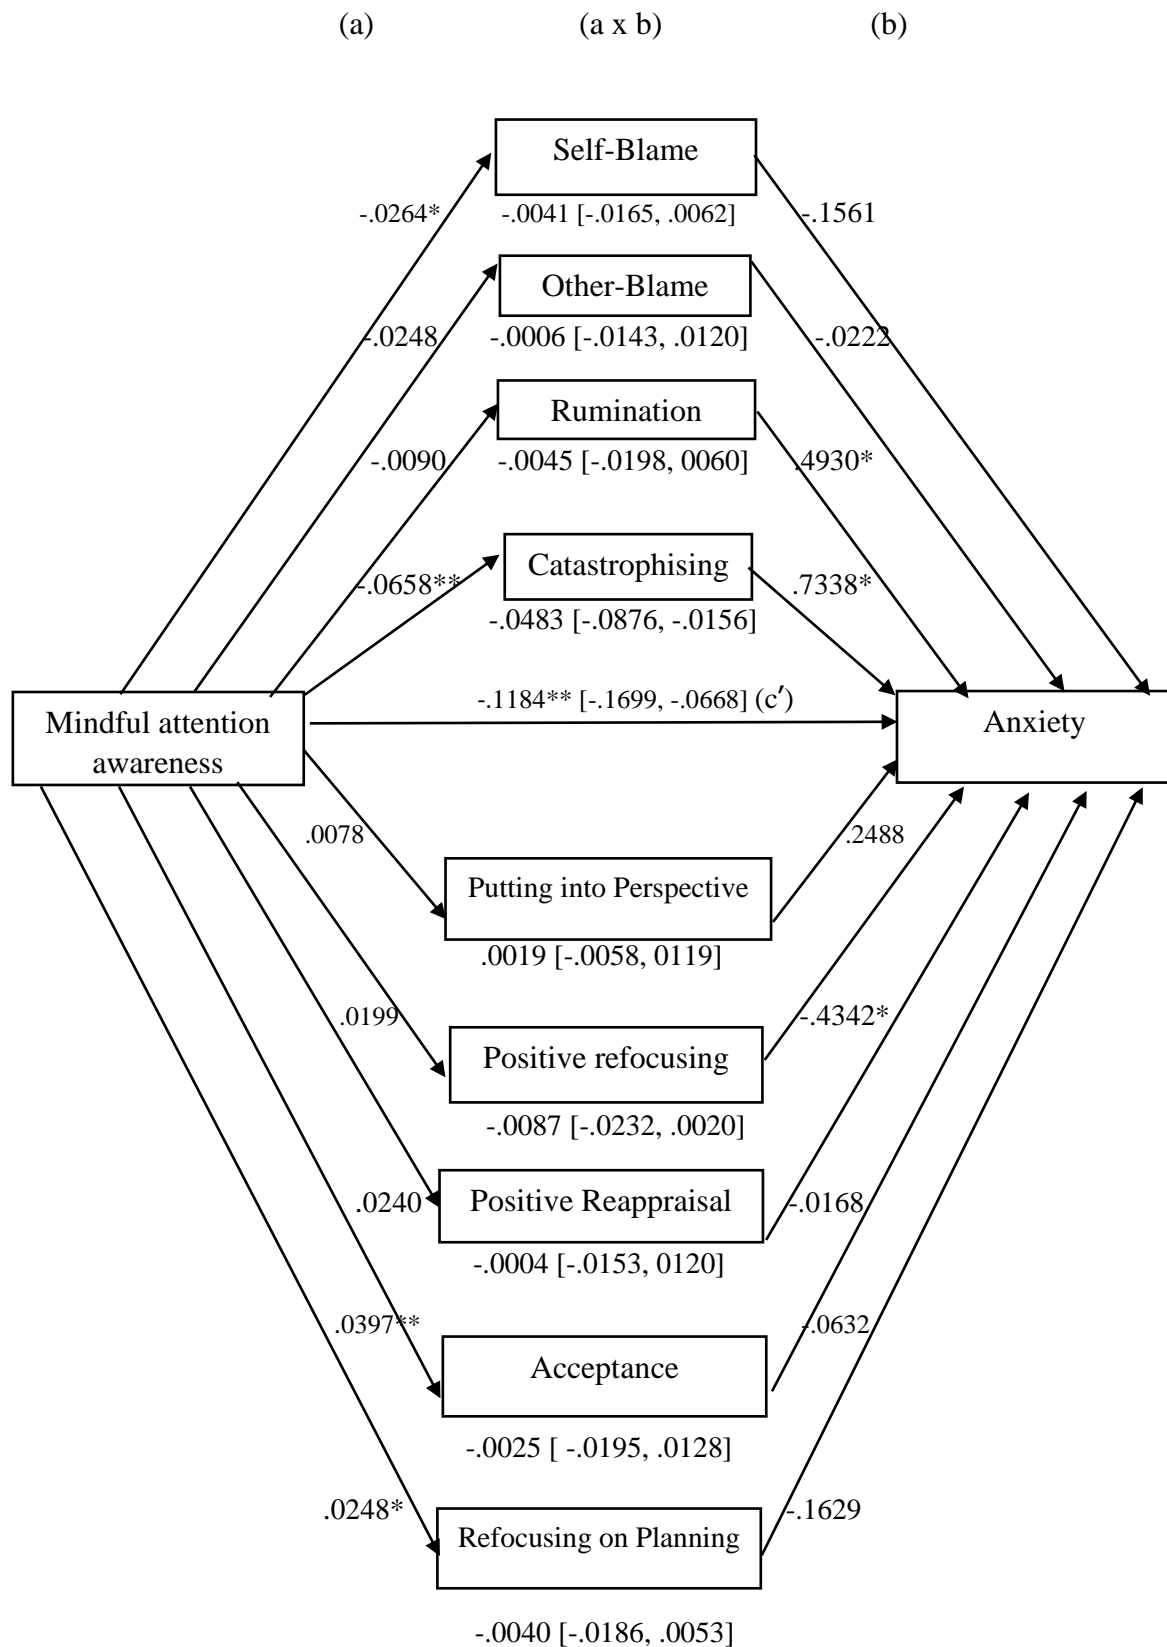 (a) (a x b) (b)
Self-Blame
-.0264* -.0041 [-.0165, .0062] -.1561
Other-Blame
-.0248 -.0006 [-.0143, .0120] -.0222
Rumination
-.0090 -.0045 [-.0198, 0060] .4930*
Catastrophising
-.0658** .7338*
-.0483 [-.0876, -.0156]
-.1184** [-.1699, -.0668] (c′)
Mindful attention
awareness
Anxiety
.0078 .2488
Putting into Perspective
.0019 [-.0058, 0119]
.0199 -.4342*
Positive refocusing
-.0087 [-.0232, .0020]
.0240 Positive Reappraisal -.0168
-.0004 [-.0153, 0120]
.0397** -.0632
Acceptance
-.0025 [ -.0195, .0128]
.0248* -.1629
Refocusing on Planning
-.0040 [-.0186, .0053]